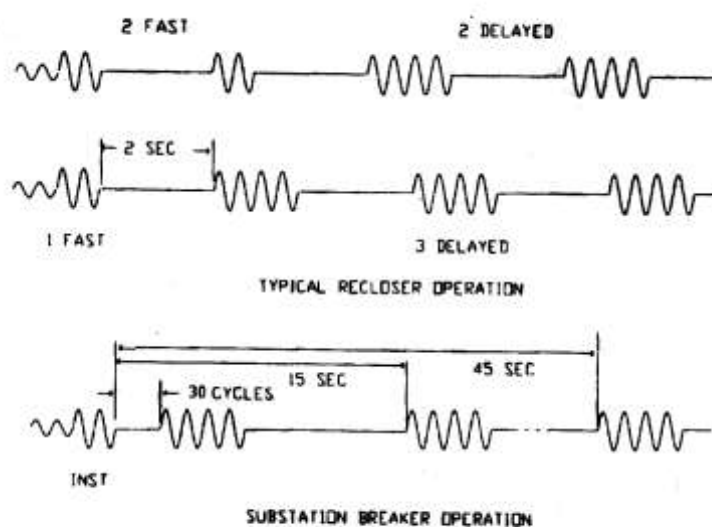 2 FAST
2 DELAYED
2 SEC
1 FAST
3 DELAYED
TYPICAL RECLOSER OPERATION
45 SEC
15 SEC
30 CYCLES
INST
SUBSTATION BREAKER OPERATION